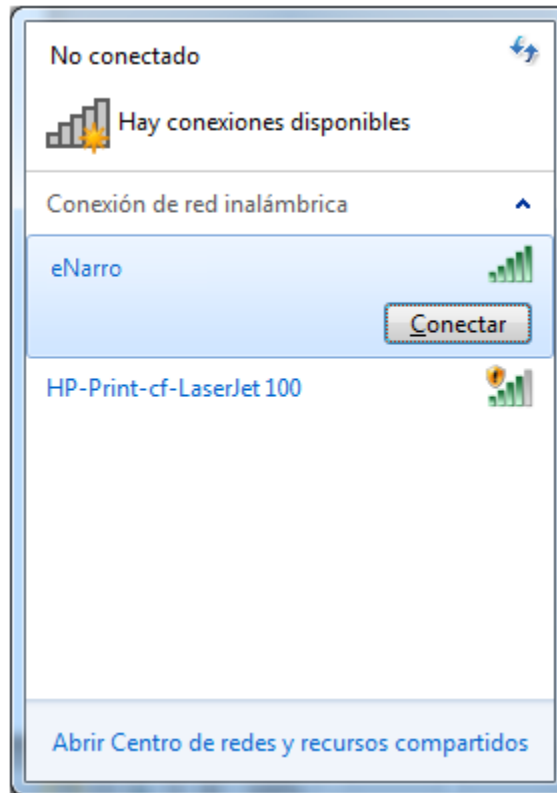 No conectado
Hay conexiones disponibles
Conexión de red inalámbrica
eNarro
Conectar
HP-Print-cf-LaserJet 100
Abrir Centro de redes y recursos compartidos